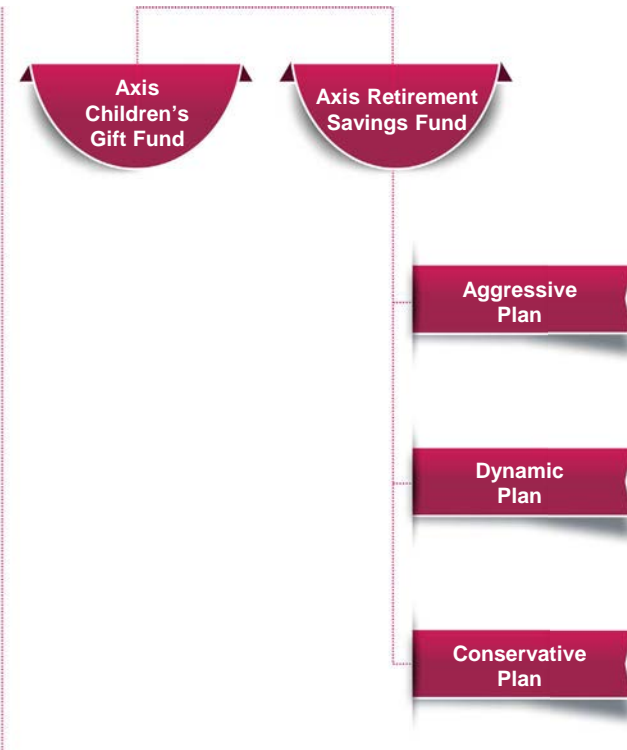 Axis
Children's
Gift Fund
Axis Retirement
Savings Fund
Aggressive
Plan
Dynamic
Plan
Conservative
Plan